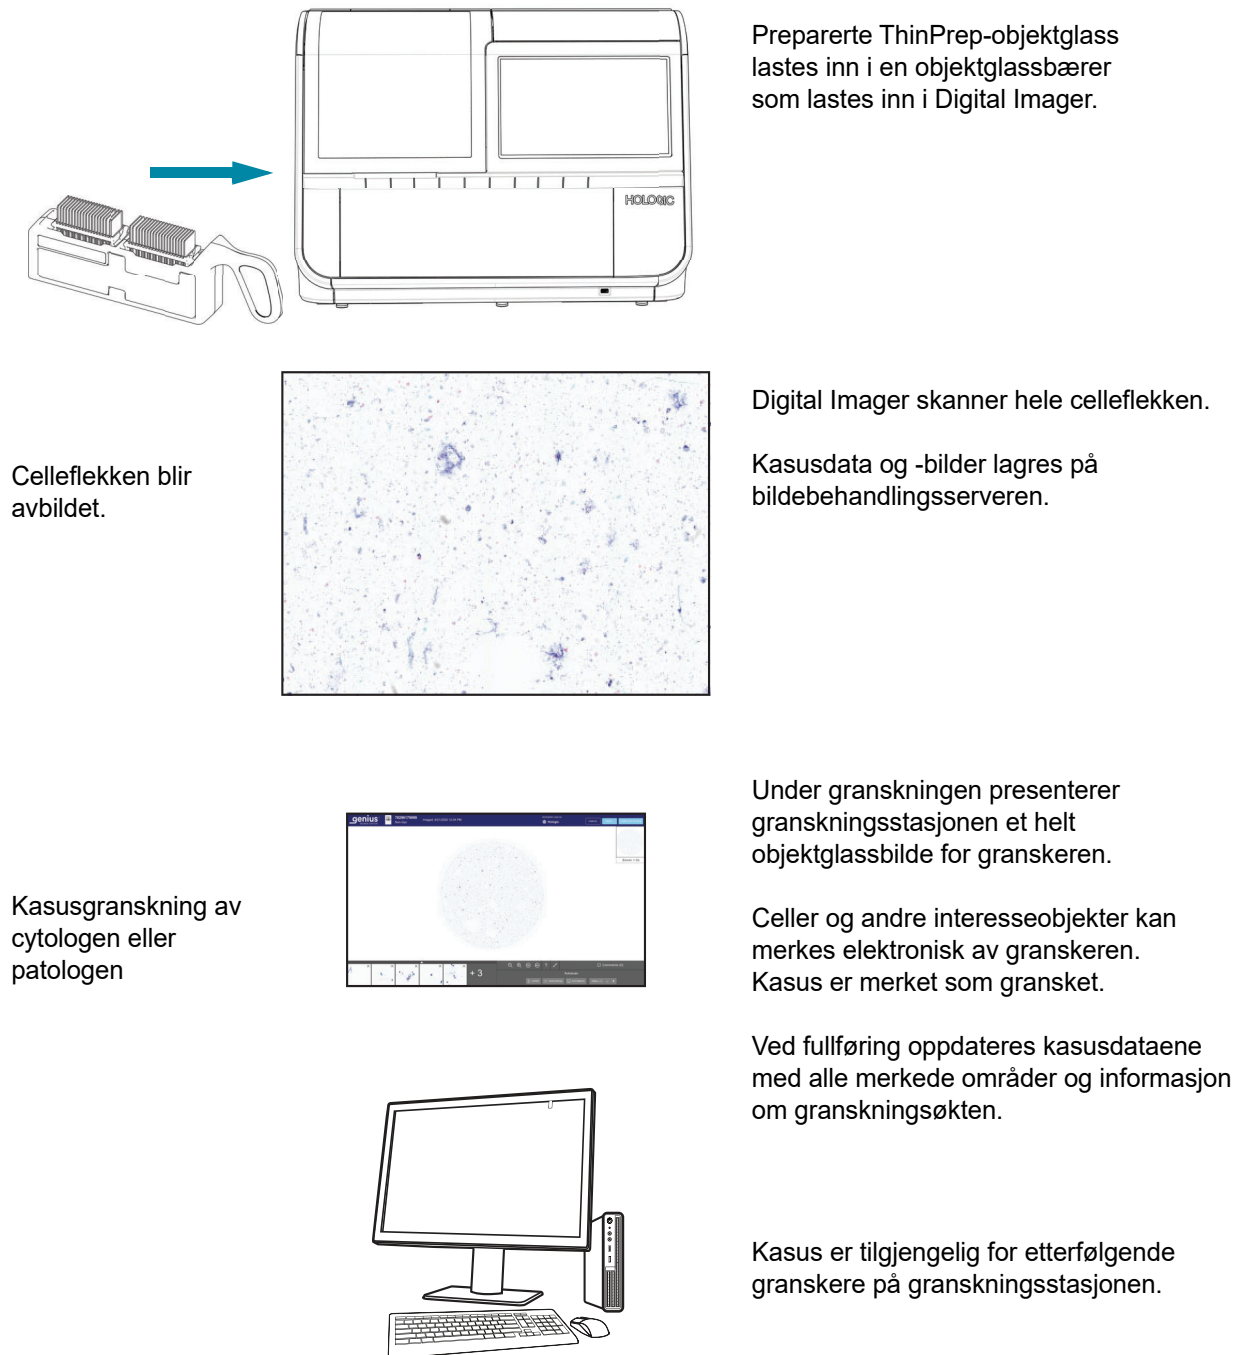 Preparerte ThinPrep-objektglass
lastes inn i en objektglassbærer
som lastes inn i Digital Imager.
HOLOGIC
Celleflekken blir
avbildet.
Digital Imager skanner hele celleflekken.
Kasusdata og -bilder lagres på
bildebehandlingsserveren.
Kasusgranskning av
cytologen eller
patologen
genius
+ 3
Under granskningen presenterer
granskningsstasjonen et helt
objektglassbilde for granskeren.
Celler og andre interesseobjekter kan
merkes elektronisk av granskeren.
Kasus er merket som gransket.
Ved fullføring oppdateres kasusdataene
med alle merkede områder og informasjon
om granskningsøkten.
Kasus er tilgjengelig for etterfølgende
granskere på granskningsstasjonen.